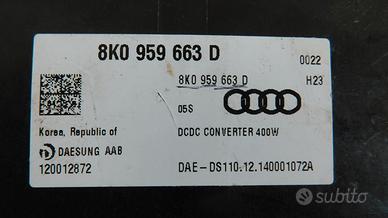 8K0 959 663 D
0022
8K0 959 663 D
H23
05S
Korea, Republic of
DCDC CONVERTER 400W
DAESUNG AAB
120012872
DAE-DS110.12.140001072A
subito